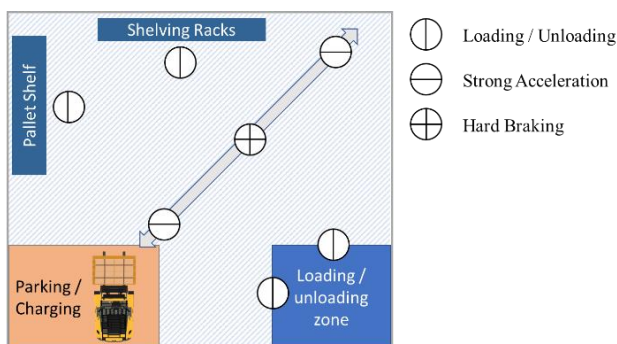 Shelving Racks
Pallet Shelf
Parking /
Charging
Loading /
unloading
zone
Loading / Unloading
Strong Acceleration
Hard Braking